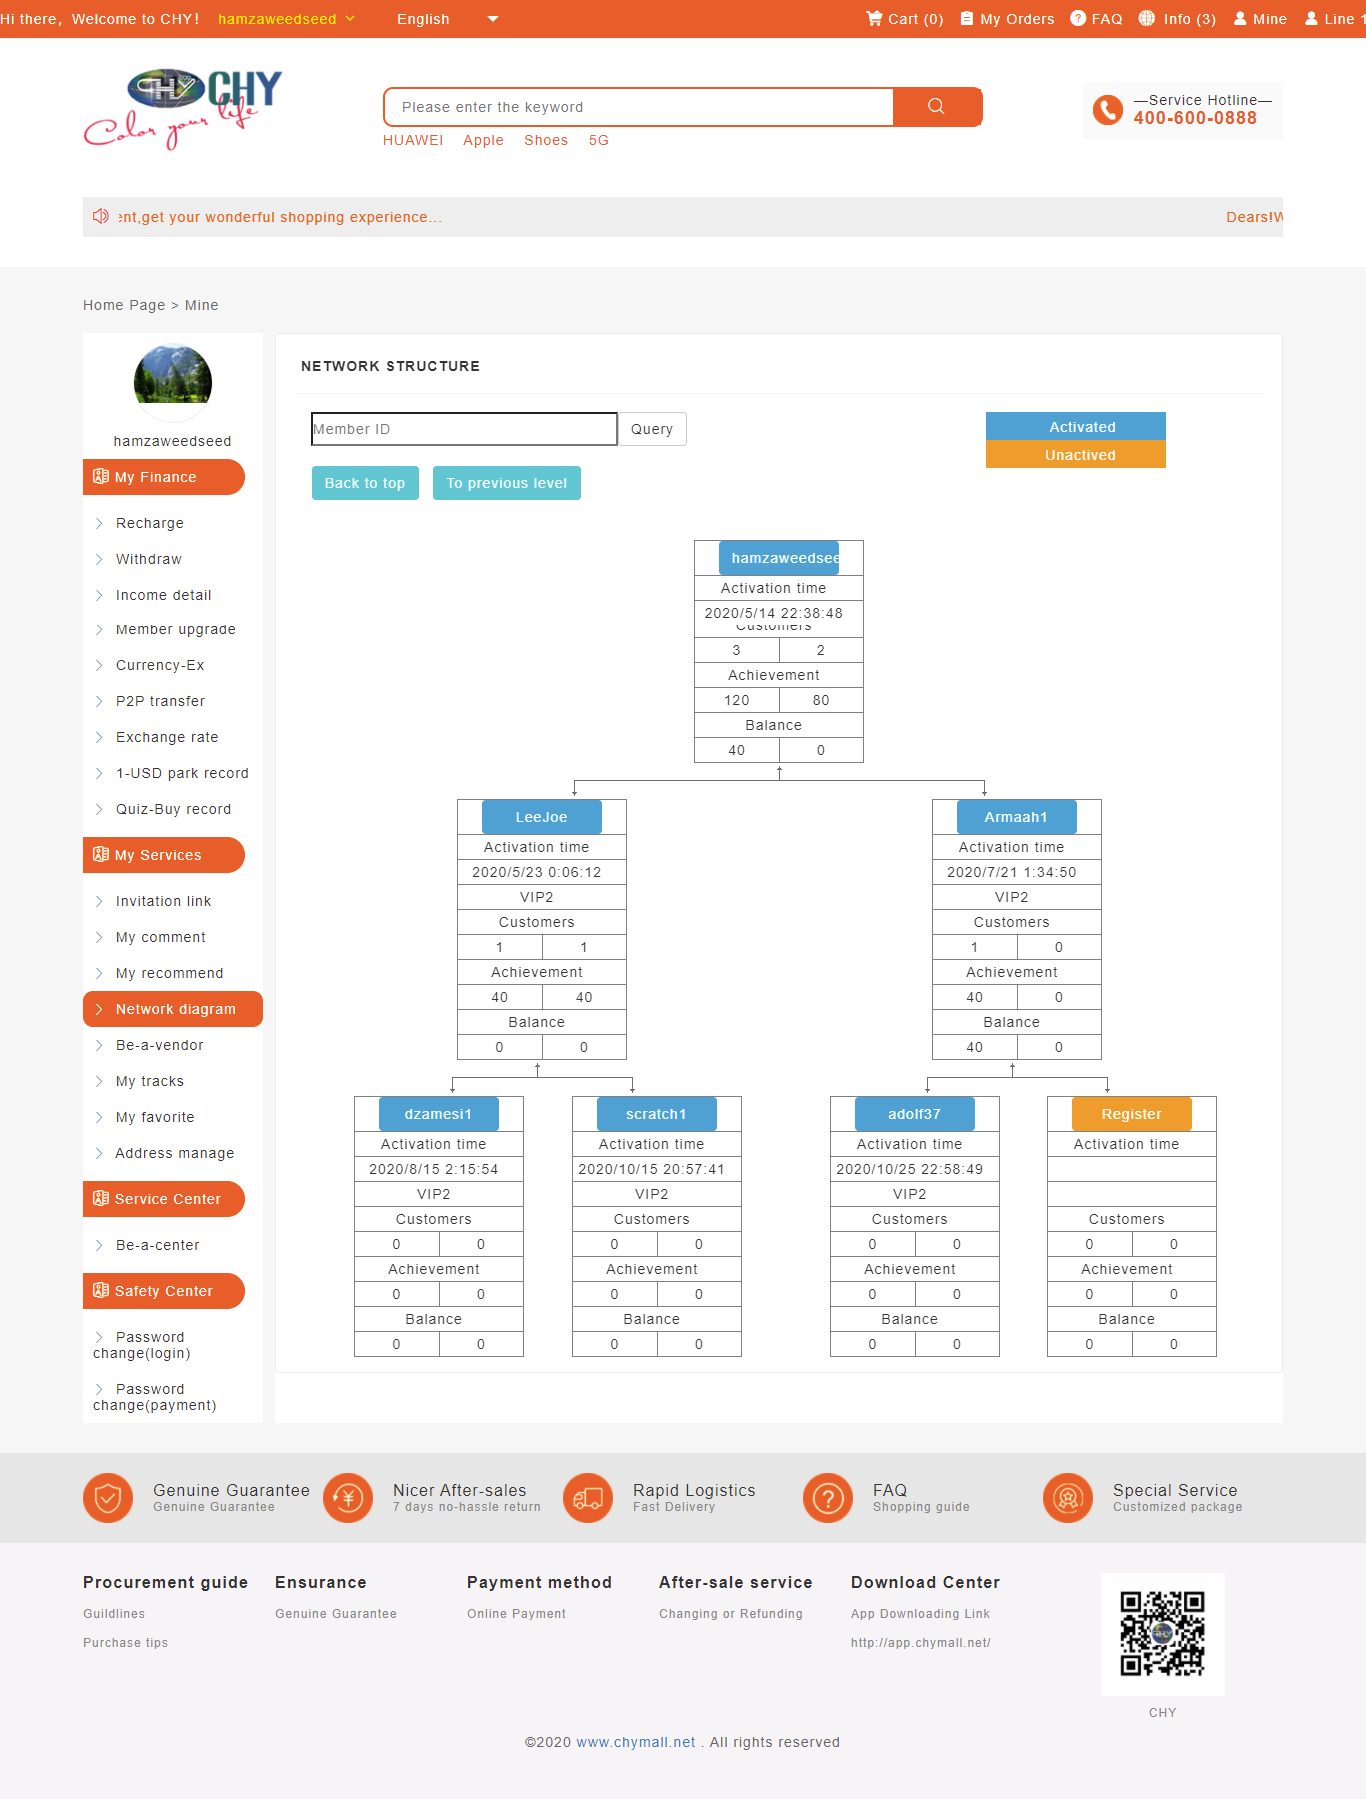 Hi there，Welcome to CHY！ hamzaweedseed English Cart (0) My Orders FAQ Info (3) Mine Line 1
CHY CHY
Color your life
Please enter the keyword
HUAWEI Apple Shoes 5G
—Service Hotline—
400-600-0888
ent,get your wonderful shopping experience... Dears!W
Home Page > Mine
hamzaweedseed
My Finance
Recharge
Withdraw
Income detail
Member upgrade
Currency-Ex
P2P transfer
Exchange rate
1-USD park record
Quiz-Buy record
My Services
Invitation link
My comment
My recommend
Network diagram
Be-a-vendor
My tracks
My favorite
Address manage
Service Center
Be-a-center
Safety Center
Password
change(login)
Password
change(payment)
NETWORK STRUCTURE
Member ID Query
Activated
Unactived
Back to top To previous level
hamzaweedsee
Activation time
2020/5/14 22:38:48
Customers
3 2
Achievement
120 80
Balance
40 0
LeeJoe
Activation time
2020/5/23 0:06:12
VIP2
Customers
1 1
Achievement
40 40
Balance
0 0
Armaah1
Activation time
2020/7/21 1:34:50
VIP2
Customers
1 0
Achievement
40 0
Balance
40 0
dzamesi1
Activation time
2020/8/15 2:15:54
VIP2
Customers
0 0
Achievement
0 0
Balance
0 0
scratch1
Activation time
2020/10/15 20:57:41
VIP2
Customers
0 0
Achievement
0 0
Balance
0 0
adolf37
Activation time
2020/10/25 22:58:49
VIP2
Customers
0 0
Achievement
0 0
Balance
0 0
Register
Activation time
Customers
0 0
Achievement
0 0
Balance
0 0
Genuine Guarantee
Genuine Guarantee
Nicer After-sales
7 days no-hassle return
Rapid Logistics
Fast Delivery
FAQ
Shopping guide
Special Service
Customized package
Procurement guide
Guildlines
Purchase tips
Ensurance
Genuine Guarantee
Payment method
Online Payment
After-sale service
Changing or Refunding
Download Center
App Downloading Link
http://app.chymall.net/
CHY
CHY
©2020 www.chymall.net . All rights reserved